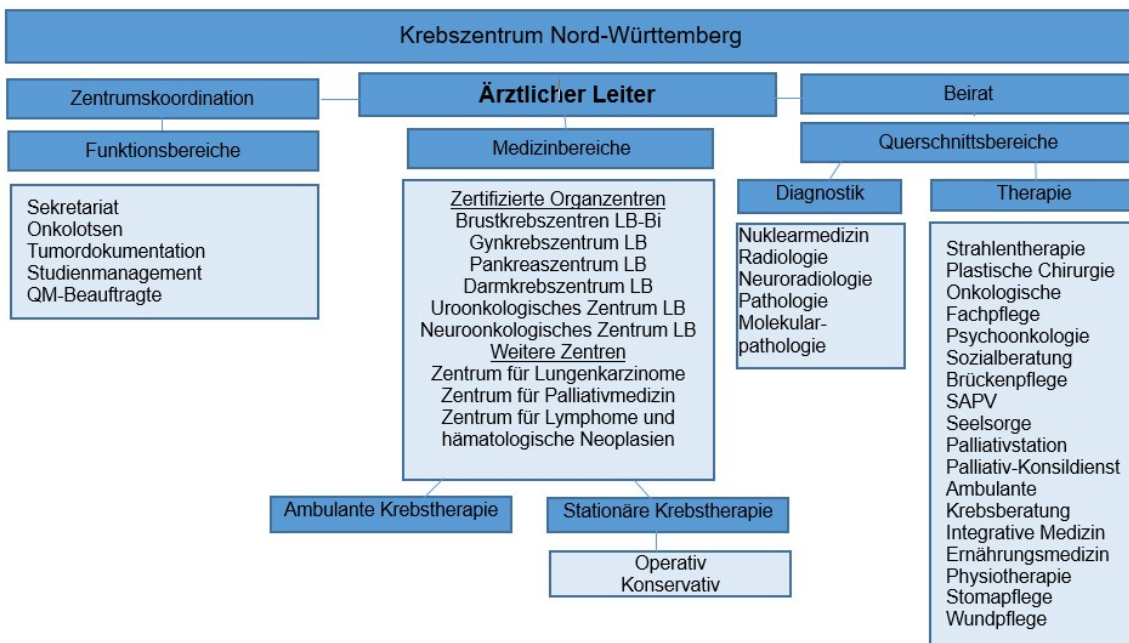 Krebszentrum Nord-Württemberg
Zentrumskoordination
Ärztlicher Leiter
Beirat
Funktionsbereiche
Medizinbereiche
Querschnittsbereiche
Sekretariat
Onkolotsen
Tumordokumentation
Studienmanagement
QM-Beauftragte
Zertifizierte Organzentren
Brustkrebszentren LB-Bi
Gynkrebszentrum LB
Pankreaszentrum LB
Darmkrebszentrum LB
Uroonkologisches Zentrum LB
Neuroonkologisches Zentrum LB
Weitere Zentren
Zentrum für Lungenkarzinome
Zentrum für Palliativmedizin
Zentrum für Lymphome und
hämatologische Neoplasien
Diagnostik
Nuklearmedizin
Radiologie
Neuroradiologie
Pathologie
Molekular-
pathologie
Therapie
Strahlentherapie
Plastische Chirurgie
Onkologische
Fachpflege
Psychoonkologie
Sozialberatung
Brückenpflege
SAPV
Seelsorge
Palliativstation
Palliativ-Konsildienst
Ambulante
Krebsberatung
Integrative Medizin
Ernährungsmedizin
Physiotherapie
Stomapflege
Wundpflege
Ambulante Krebstherapie
Stationäre Krebstherapie
Operativ
Konservativ